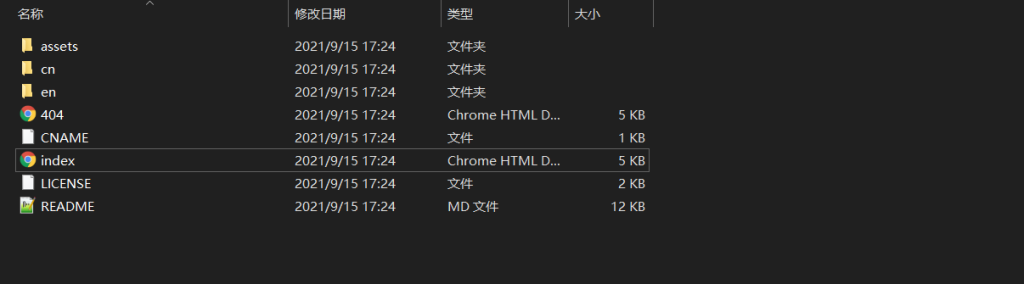 名称 修改日期 类型 大小
assets 2021/9/15 17:24 文件夹
cn 2021/9/15 17:24 文件夹
en 2021/9/15 17:24 文件夹
404 2021/9/15 17:24 Chrome HTML D... 5 KB
CNAME 2021/9/15 17:24 文件 1 KB
index 2021/9/15 17:24 Chrome HTML D... 5 KB
LICENSE 2021/9/15 17:24 文件 2 KB
README 2021/9/15 17:24 MD 文件 12 KB